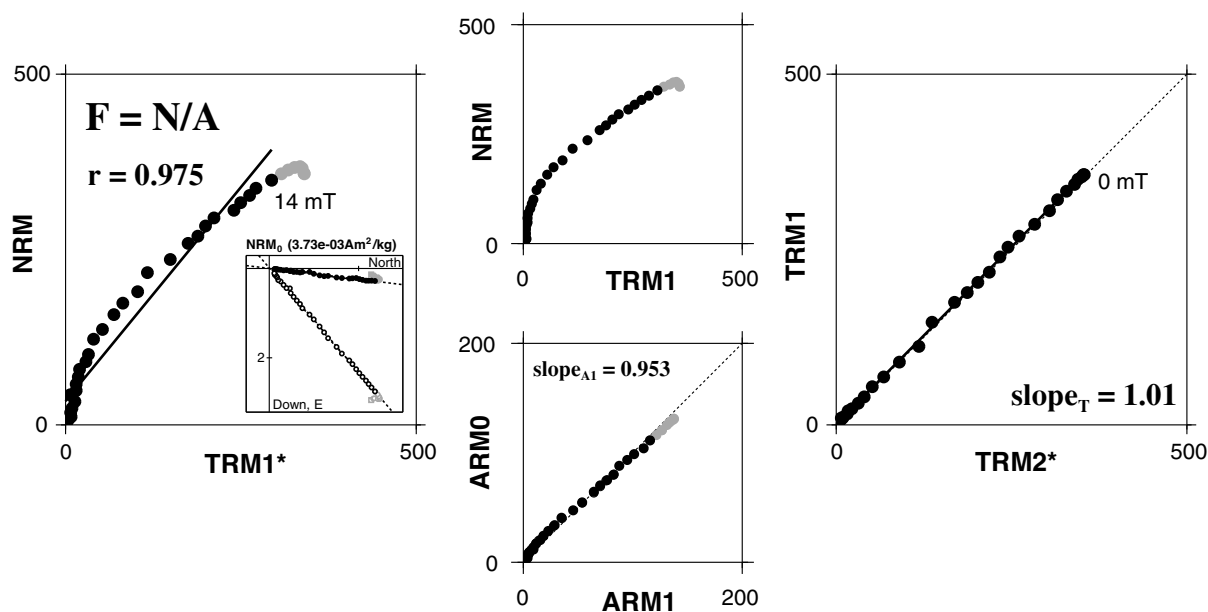 500
NRM
0
F = N/A
r = 0.975
14 mT
NRM0 (3.73e-03Am2/kg)
North
2
Down, E
0
TRM1*
500
500
NRM
0
0
TRM1
500
200
ARM0
0
slopeA1 = 0.953
0
ARM1
200
500
TRM1
0
0 mT
slopeT = 1.01
0
TRM2*
500